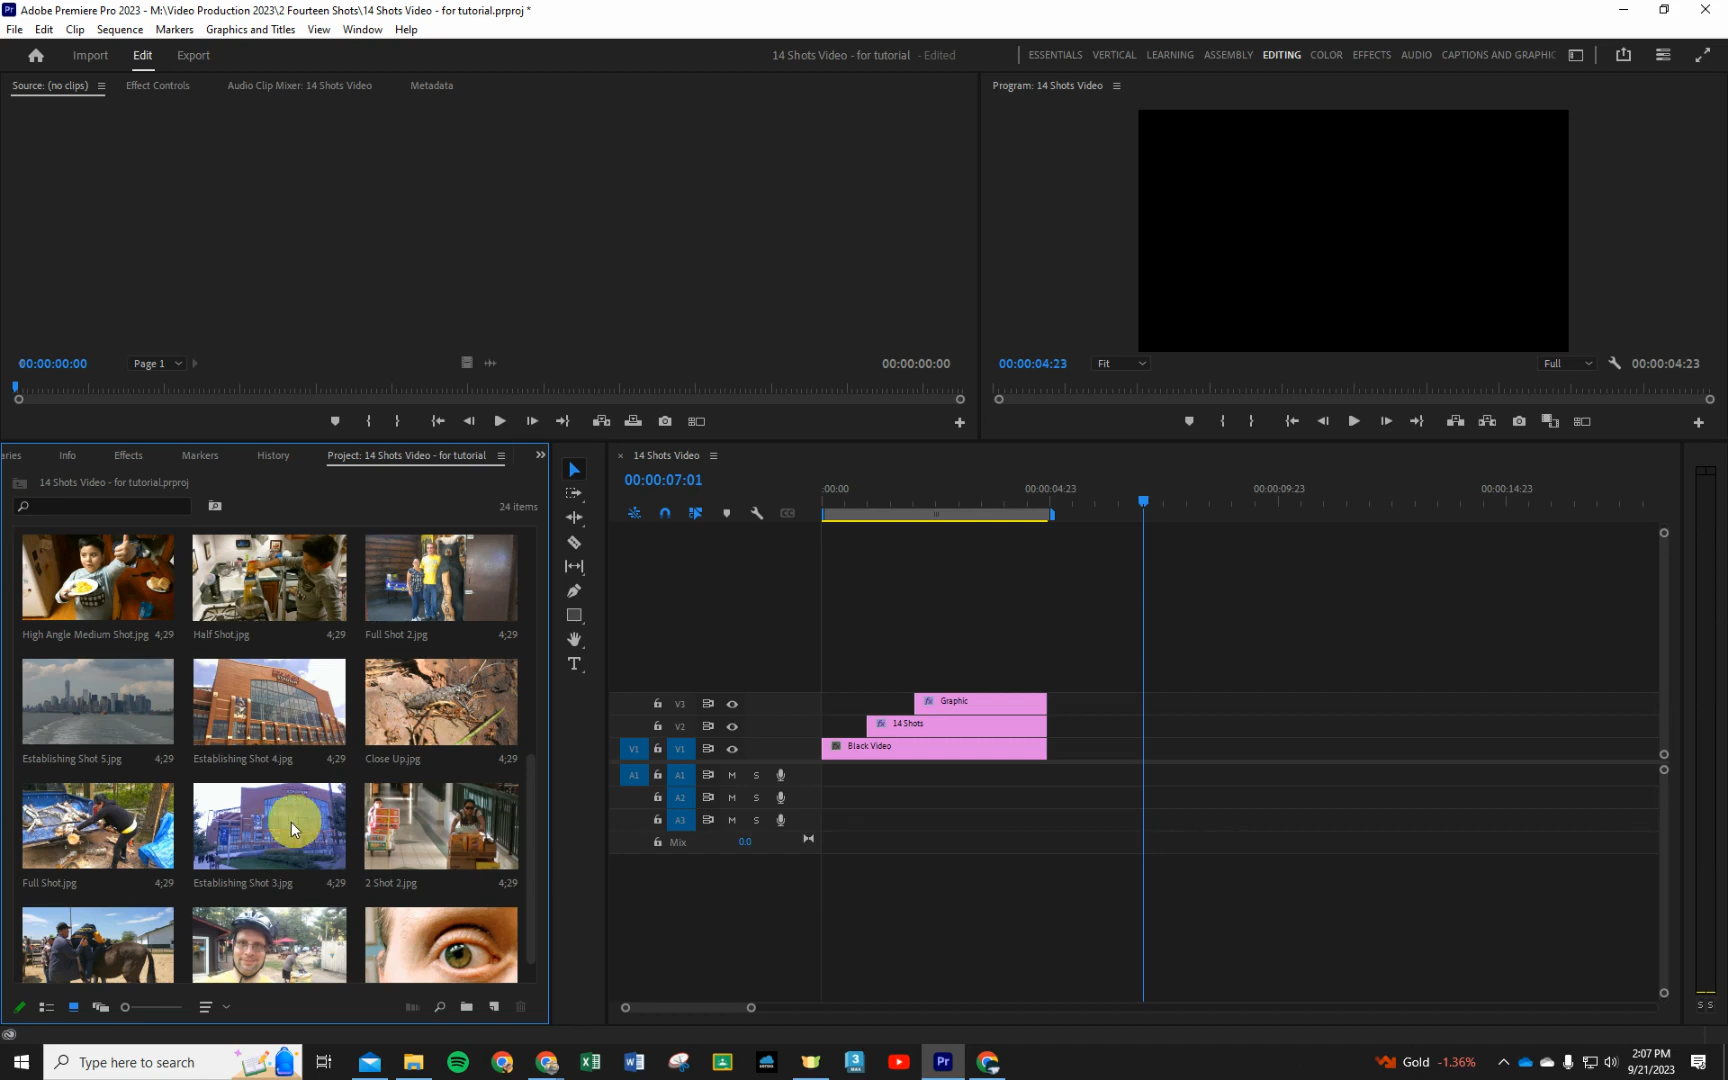 Pr Adobe Premiere Pro 2023 - M:\Video Production 2023\2 Fourteen Shots\14 Shots Video - for tutorial.prproj *
File Edit Clip Sequence Markers Graphics and Titles View Window Help
Import Edit Export 14 Shots Video - for tutorial - Edited ESSENTIALS VERTICAL LEARNING ASSEMBLY EDITING COLOR EFFECTS AUDIO CAPTIONS AND GRAPHIC
Source: (no clips) Effect Controls Audio Clip Mixer: 14 Shots Video Metadata
Program: 14 Shots Video
00:00:00:00 Page 1 00:00:00:00
00:00:04:23 Fit Full 00:00:04:23
aries Info Effects Markers History Project: 14 Shots Video - for tutorial
14 Shots Video - for tutorial.prproj
24 items
High Angle Medium Shot.jpg 4;29 Half Shot.jpg 4;29 Full Shot 2.jpg 4;29
Establishing Shot 5.jpg 4;29 Establishing Shot 4.jpg 4;29 Close Up.jpg 4;29
Full Shot.jpg 4;29 Establishing Shot 3.jpg 4;29 2 Shot 2.jpg 4;29
T
× 14 Shots Video
00:00:07:01
:00:00 00:00:04:23 00:00:09:23 00:00:14:23
V3 fx Graphic
V2 fx 14 Shots
V1 V1 fx Black Video
A1 A1 M S
A2 M S
A3 M S
Mix 0.0
S S
Type here to search
Pr
Gold -1.36%
2:07 PM
9/21/2023